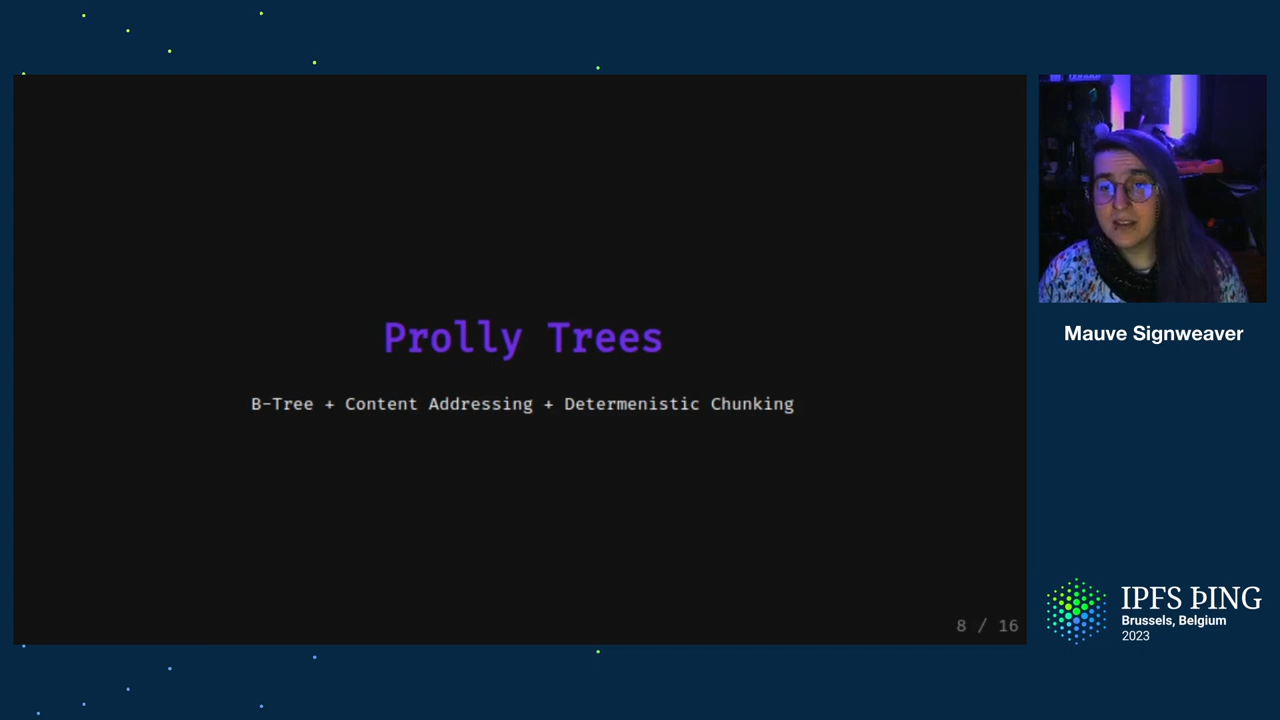 Prolly Trees
B-Tree + Content Addressing + Determenistic Chunking
8 / 16
Mauve Signweaver
IPFS ÞING
Brussels, Belgium
2023